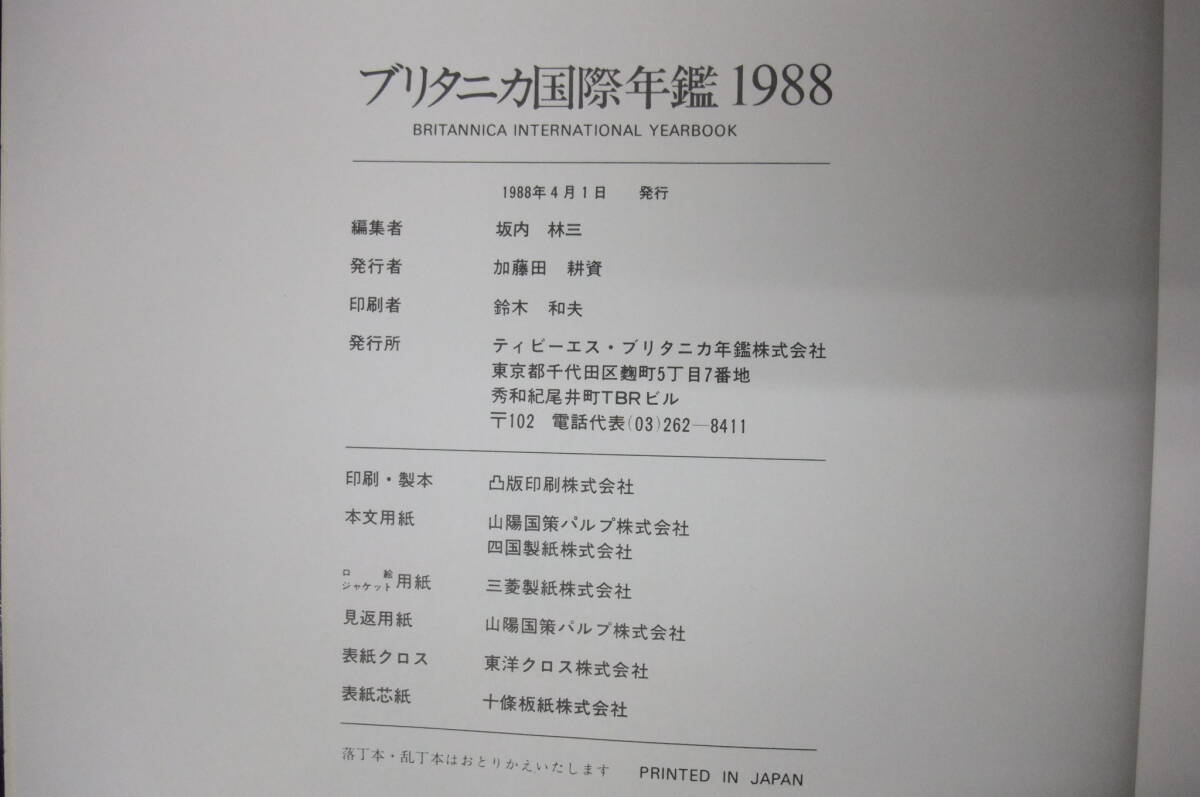 ブリタニカ国際年鑑 1988
BRITANNICA INTERNATIONAL YEARBOOK
1988年4月1日 発行
編集者 坂内 林三
発行者 加藤田 耕資
印刷者 鈴木 和夫
発行所 ティビーエス・ブリタニカ年鑑株式会社
東京都千代田区麴町5丁目7番地
秀和紀尾井町TBRビル
〒102 電話代表(03)262―8411
印刷・製本 凸版印刷株式会社
本文用紙 山陽国策パルプ株式会社
四国製紙株式会社
口絵
ジャケット用紙 三菱製紙株式会社
見返用紙 山陽国策パルプ株式会社
表紙クロス 東洋クロス株式会社
表紙芯紙 十條板紙株式会社
落丁本・乱丁本はおとりかえいたします PRINTED IN JAPAN